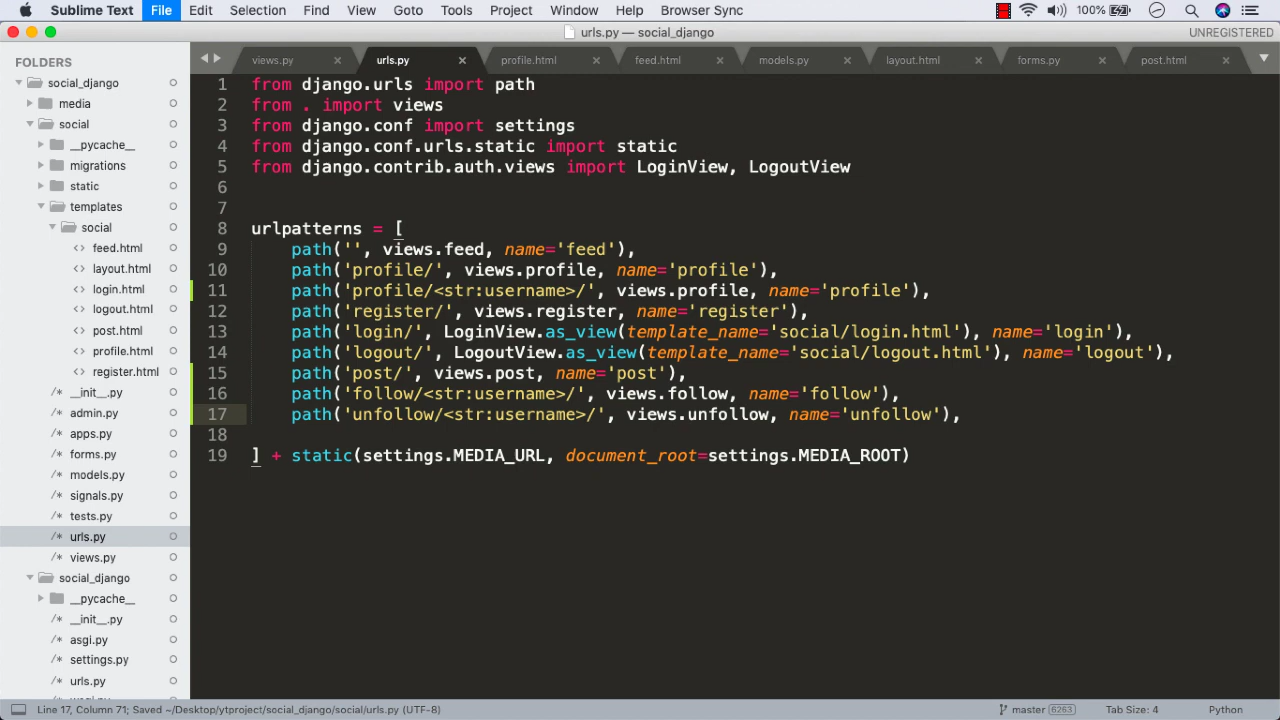 Sublime Text File Edit Selection Find View Goto Tools Project Window Help Browser Sync 100%
urls.py — social_django UNREGISTERED
FOLDERS
social_django
media
social
__pycache__
migrations
static
templates
social
feed.html
layout.html
login.html
logout.html
post.html
profile.html
register.html
__init__.py
admin.py
apps.py
forms.py
models.py
signals.py
tests.py
urls.py
views.py
social_django
__pycache__
__init__.py
asgi.py
settings.py
urls.py
views.py urls.py profile.html feed.html models.py layout.html forms.py post.html
1 from django.urls import path
2 from . import views
3 from django.conf import settings
4 from django.conf.urls.static import static
5 from django.contrib.auth.views import LoginView, LogoutView
6
7
8 urlpatterns = [
9 path('', views.feed, name='feed'),
10 path('profile/', views.profile, name='profile'),
11 path('profile/<str:username>/', views.profile, name='profile'),
12 path('register/', views.register, name='register'),
13 path('login/', LoginView.as_view(template_name='social/login.html'), name='login'),
14 path('logout/', LogoutView.as_view(template_name='social/logout.html'), name='logout'),
15 path('post/', views.post, name='post'),
16 path('follow/<str:username>/', views.follow, name='follow'),
17 path('unfollow/<str:username>/', views.unfollow, name='unfollow'),
18
19 ] + static(settings.MEDIA_URL, document_root=settings.MEDIA_ROOT)
Line 17, Column 71; Saved ~/Desktop/ytproject/social_django/social/urls.py (UTF-8) master 6263 Tab Size: 4 Python